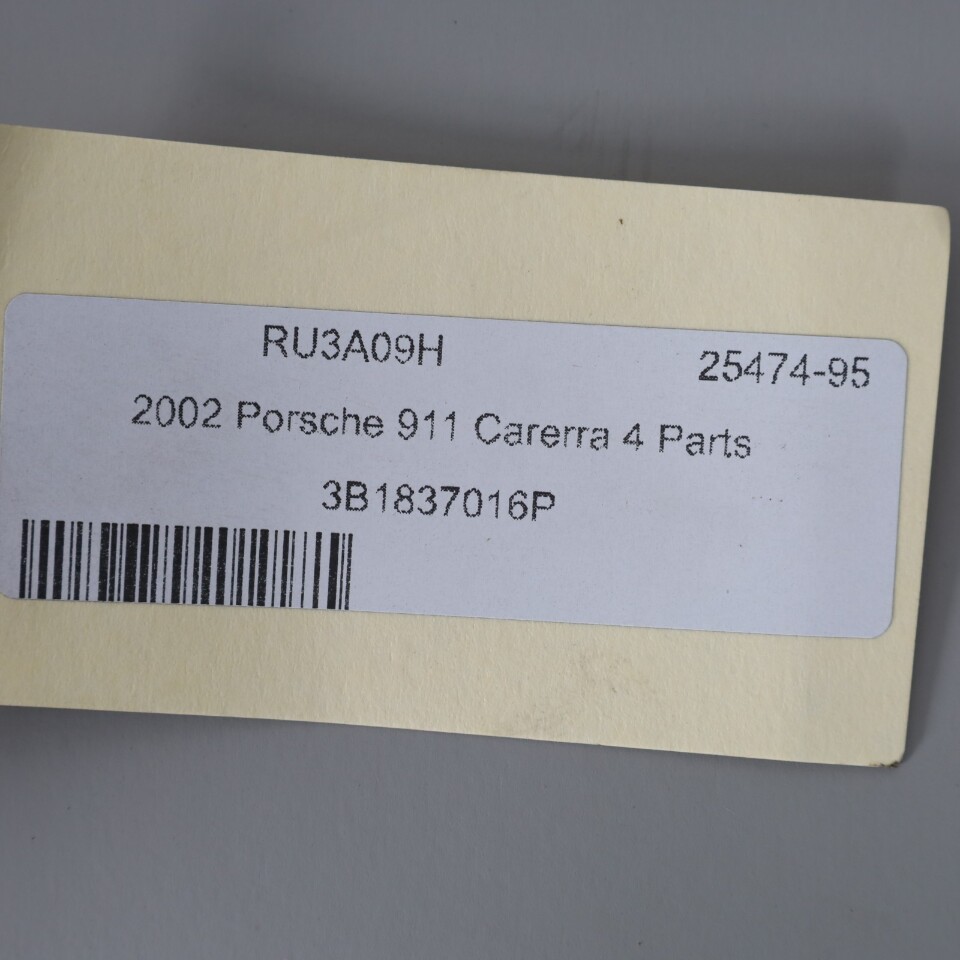 RU3A09H 25474-95
2002 Porsche 911 Carerra 4 Parts
3B1837016P